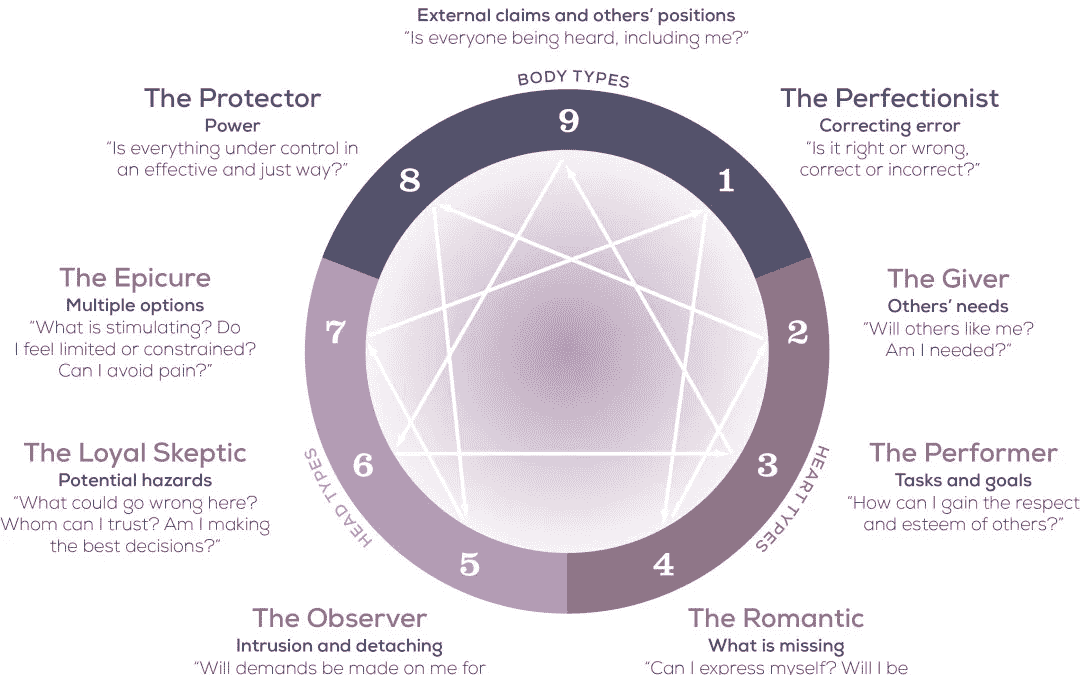 External claims and others’ positions
“Is everyone being heard, including me?”
BODY TYPES
The Protector
Power
“Is everything under control in
an effective and just way?”
The Perfectionist
Correcting error
“Is it right or wrong,
correct or incorrect?”
9
8
1
The Epicure
Multiple options
“What is stimulating? Do
I feel limited or constrained?
Can I avoid pain?”
The Giver
Others’ needs
“Will others like me?
Am I needed?”
7
2
The Loyal Skeptic
Potential hazards
“What could go wrong here?
Whom can I trust? Am I making
the best decisions?”
The Performer
Tasks and goals
“How can I gain the respect
and esteem of others?”
6
3
HEAD TYPES
HEART TYPES
5
4
The Observer
Intrusion and detaching
“Will demands be made on me for
The Romantic
What is missing
“Can I express myself? Will I be